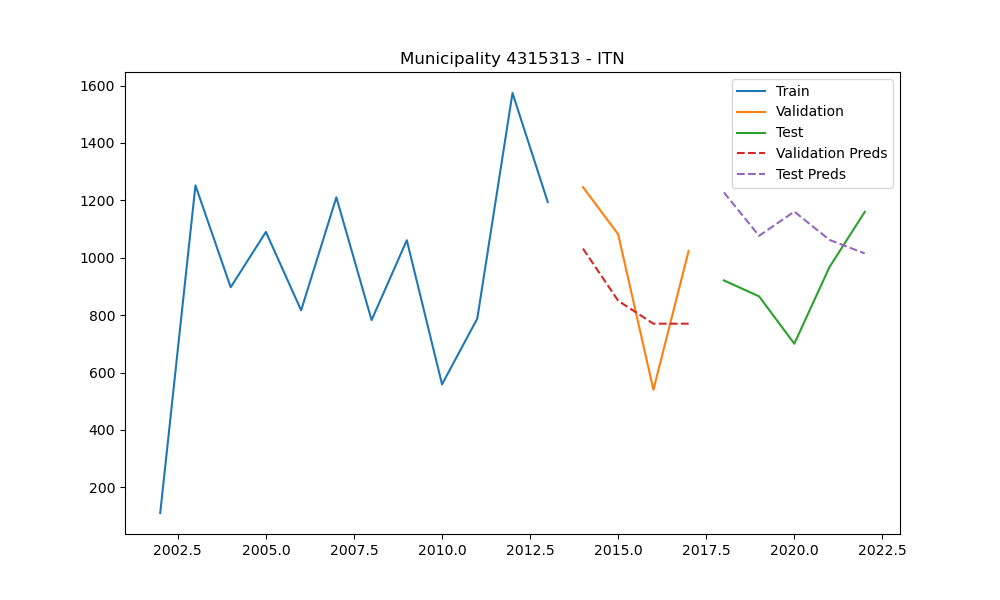 Municipality 4315313 - ITN
1600
1400
1200
1000
800
600
400
200
2002.5 2005.0 2007.5 2010.0 2012.5 2015.0 2017.5 2020.0 2022.5
Train
Validation
Test
Validation Preds
Test Preds